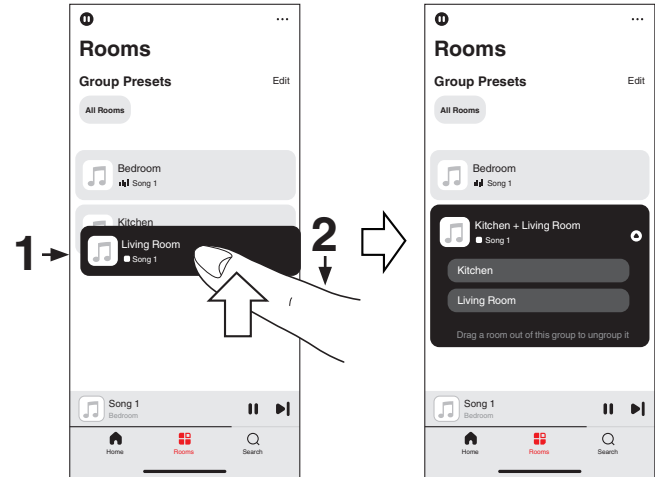 Rooms
Group Presets Edit
All Rooms
Bedroom
Song 1
Kitchen
Living Room
Song 1
1
2
Song 1
Bedroom
Home Rooms Search
Rooms
Group Presets Edit
All Rooms
Bedroom
Song 1
Kitchen + Living Room
Song 1
Kitchen
Living Room
Drag a room out of this group to ungroup it
Song 1
Bedroom
Home Rooms Search